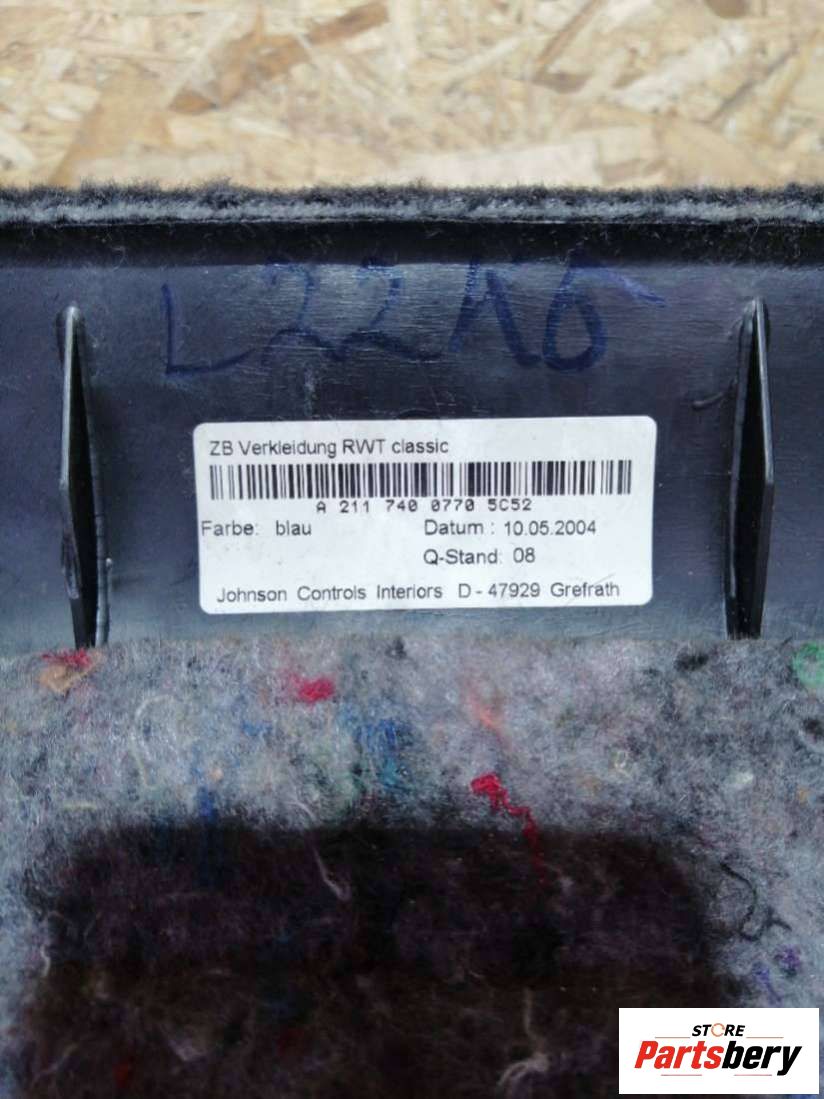 L22105
ZB Verkleidung RWT classic
A 211 740 0770 5C52
Farbe: blau Datum : 10.05.2004
Q-Stand: 08
Johnson Controls Interiors D - 47929 Grefrath
STORE
Partsbery